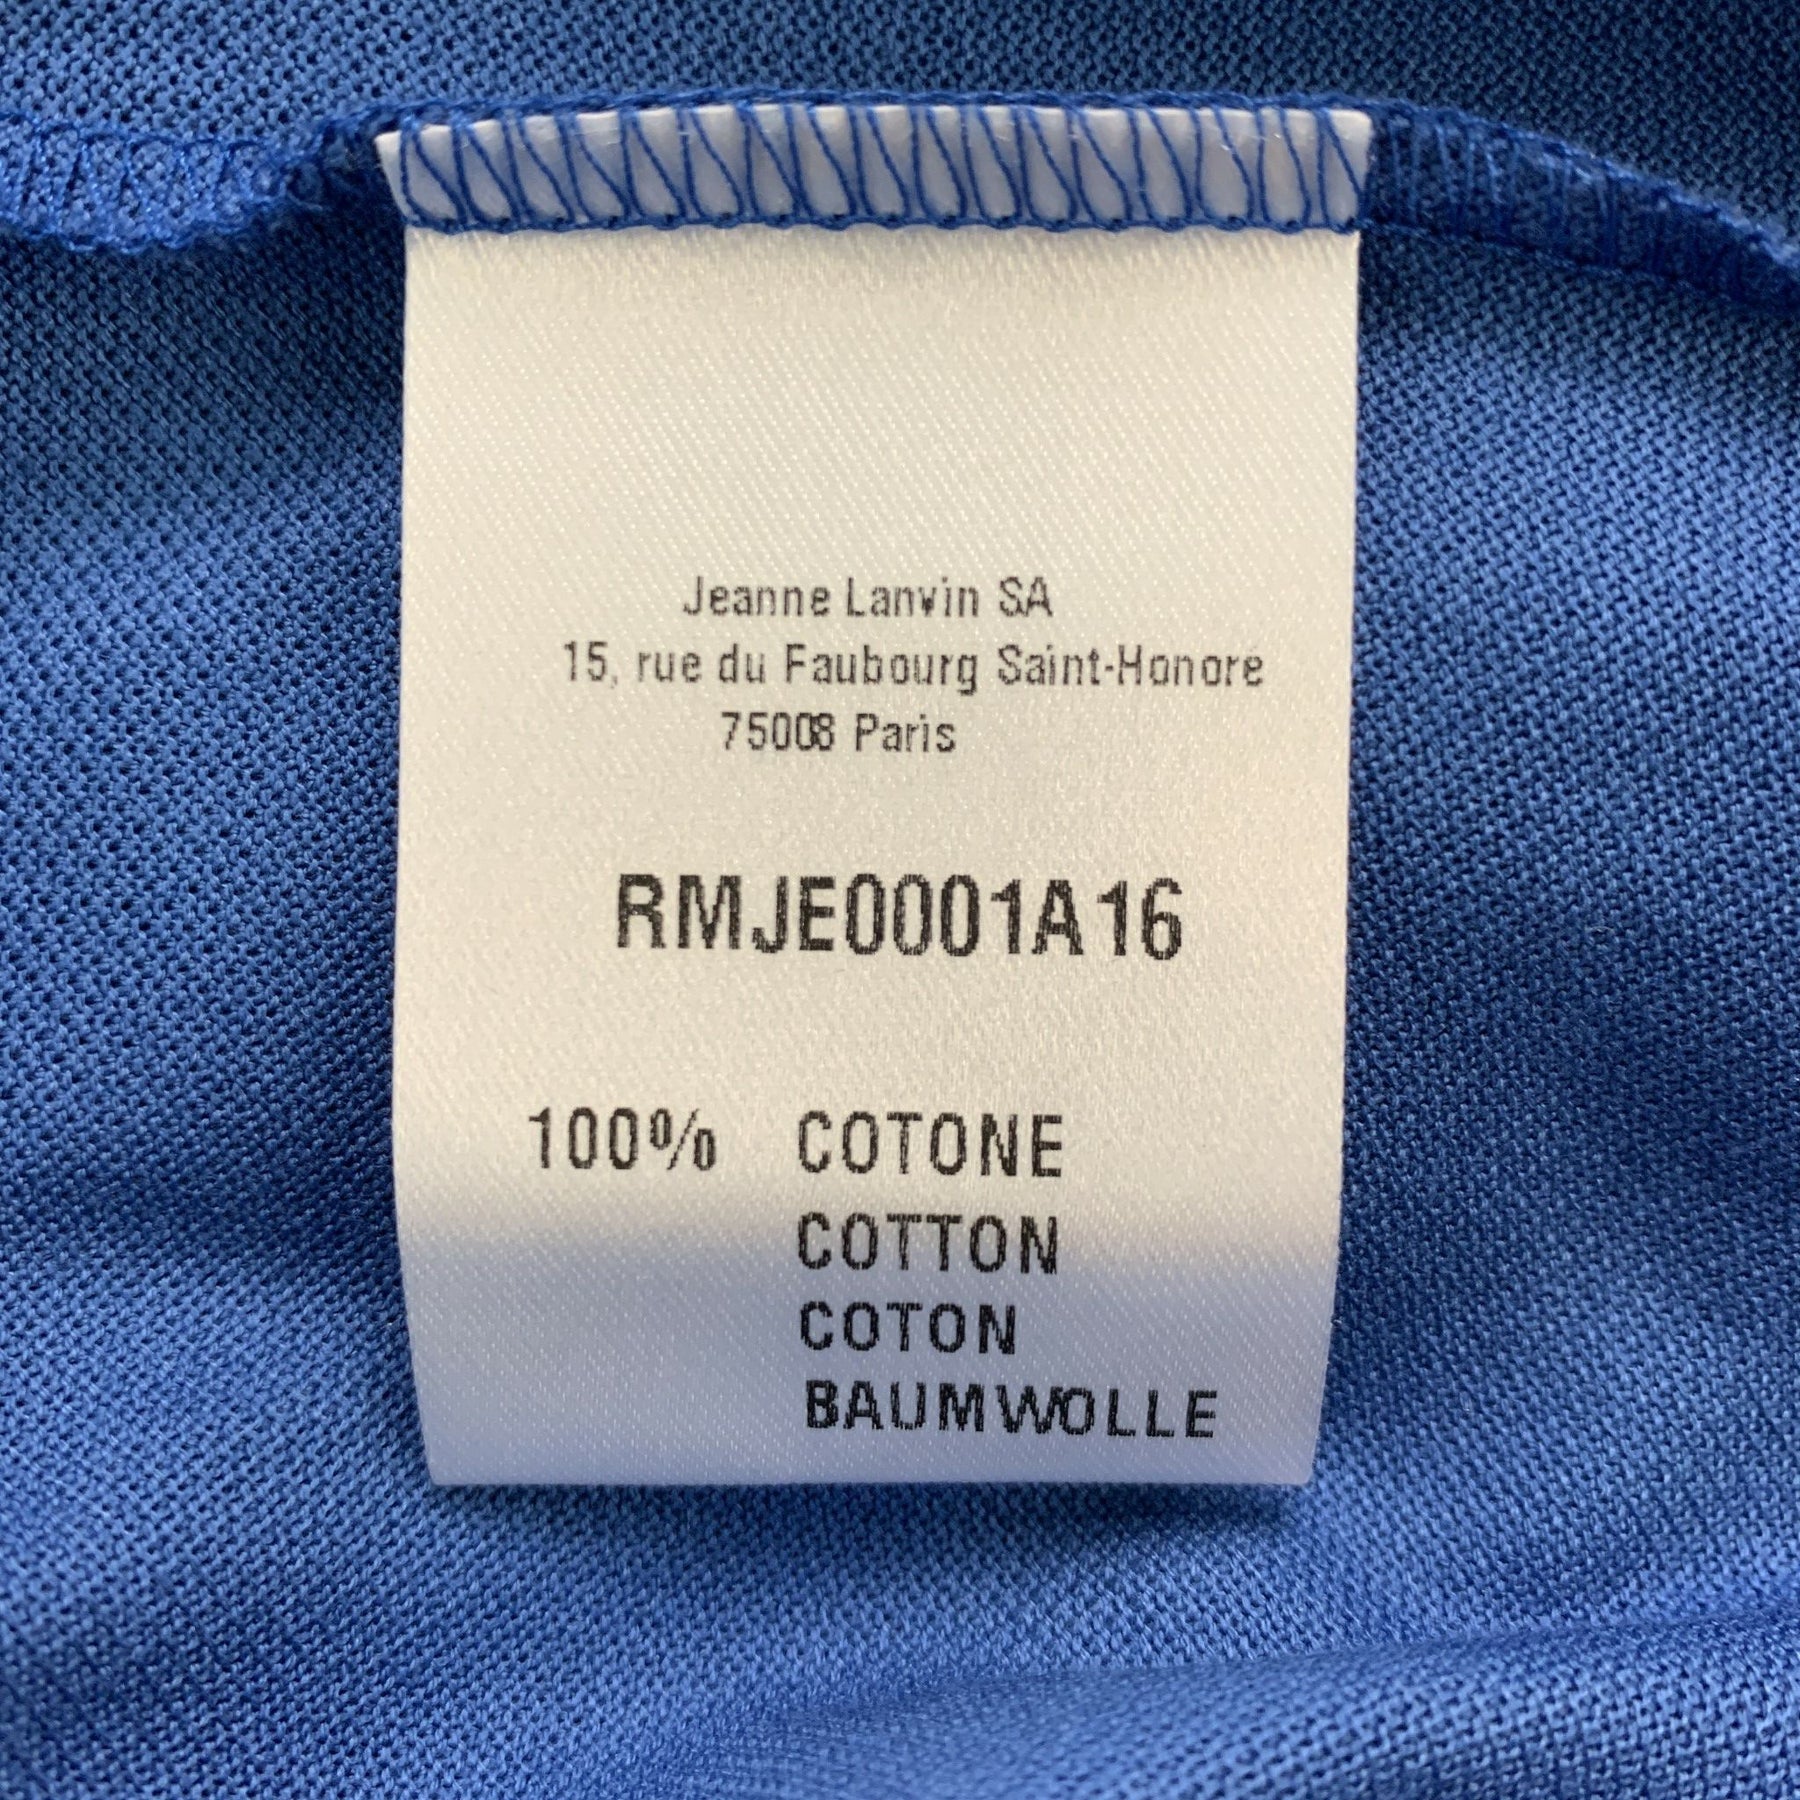 Jeanne Lanvin SA
15, rue du Faubourg Saint-Honore
75008 Paris
RMJE0001A16
100% COTONE
COTTON
COTON
BAUMWOLLE